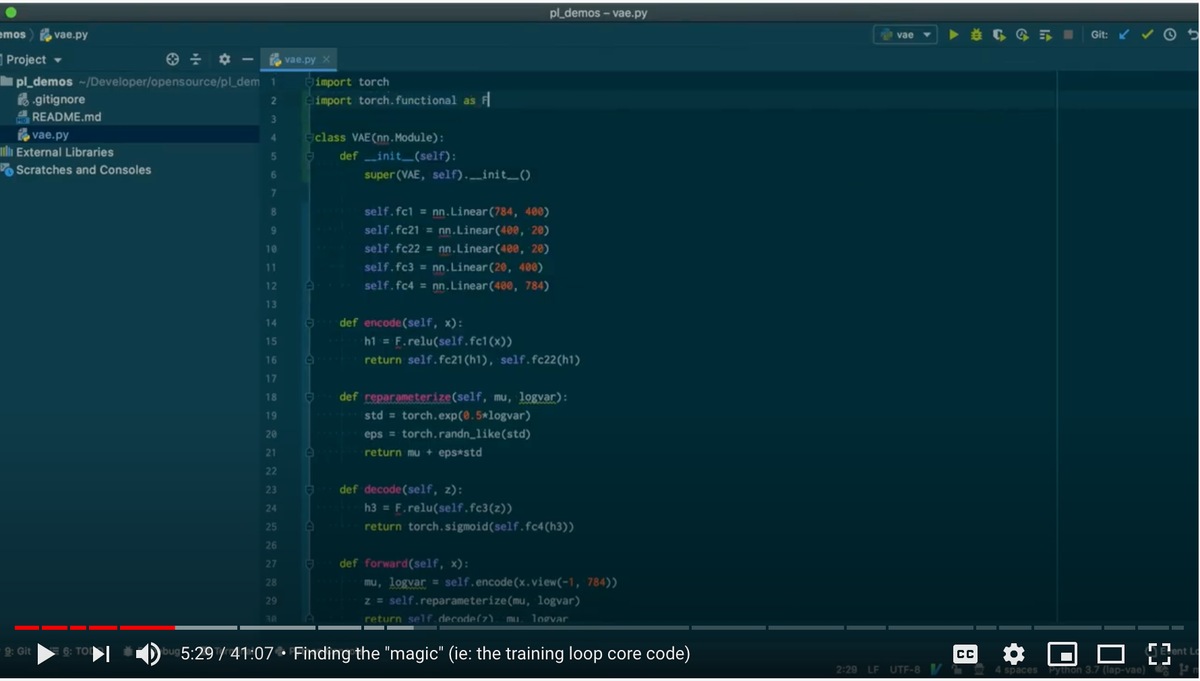 pl_demos – vae.py
emos vae.py
vae Git:
Project
vae.py
pl_demos ~/Developer/opensource/pl_dem
.gitignore
README.md
vae.py
External Libraries
Scratches and Consoles
1 import torch
2 import torch.functional as F
3
4 class VAE(nn.Module):
5 def __init__(self):
6 super(VAE, self).__init__()
7
8 self.fc1 = nn.Linear(784, 400)
9 self.fc21 = nn.Linear(400, 20)
10 self.fc22 = nn.Linear(400, 20)
11 self.fc3 = nn.Linear(20, 400)
12 self.fc4 = nn.Linear(400, 784)
13
14 def encode(self, x):
15 h1 = F.relu(self.fc1(x))
16 return self.fc21(h1), self.fc22(h1)
17
18 def reparameterize(self, mu, logvar):
19 std = torch.exp(0.5*logvar)
20 eps = torch.randn_like(std)
21 return mu + eps*std
22
23 def decode(self, z):
24 h3 = F.relu(self.fc3(z))
25 return torch.sigmoid(self.fc4(h3))
26
27 def forward(self, x):
28 mu, logvar = self.encode(x.view(-1, 784))
29 z = self.reparameterize(mu, logvar)
30 return self.decode(z), mu, logvar
9: Git 6: TOD
5:29 / 41:07 • Finding the "magic" (ie: the training loop core code)
CC
Event Lo
2:29 LF UTF-8 4 spaces Python 3.7 (lap-vae)